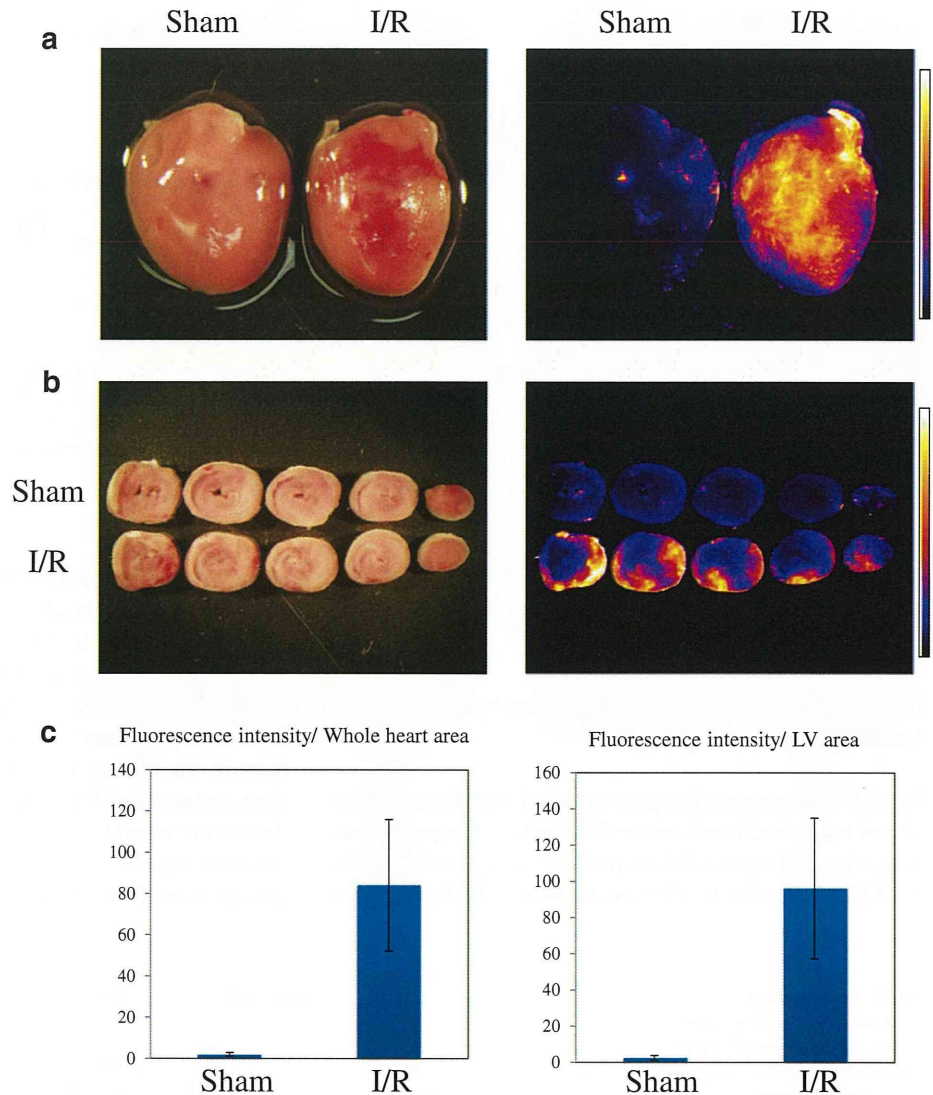 Sham I/R Sham I/R
a
b
Sham
I/R
c
Fluorescence intensity/ Whole heart area
140
120
100
80
60
40
20
0
Sham I/R
Fluorescence intensity/ LV area
160
140
120
100
80
60
40
20
0
Sham I/R